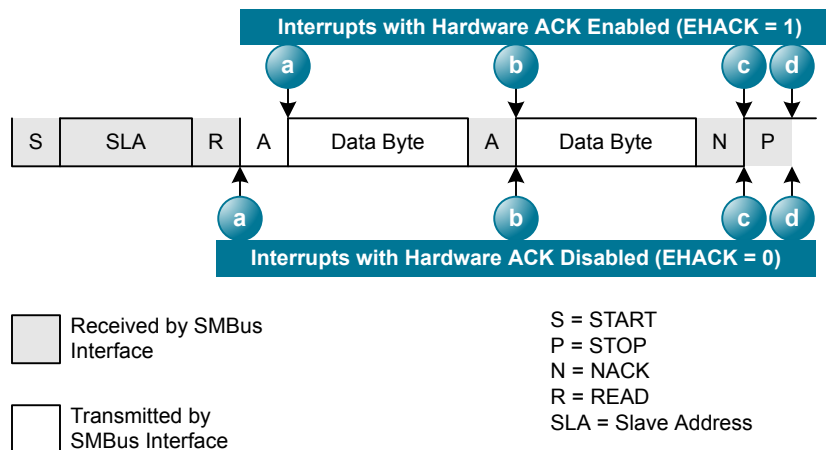 Interrupts with Hardware ACK Enabled (EHACK = 1)
a b c d
S SLA R A Data Byte A Data Byte N P
a b c d
Interrupts with Hardware ACK Disabled (EHACK = 0)
Received by SMBus
Interface
Transmitted by
SMBus Interface
S = START
P = STOP
N = NACK
R = READ
SLA = Slave Address